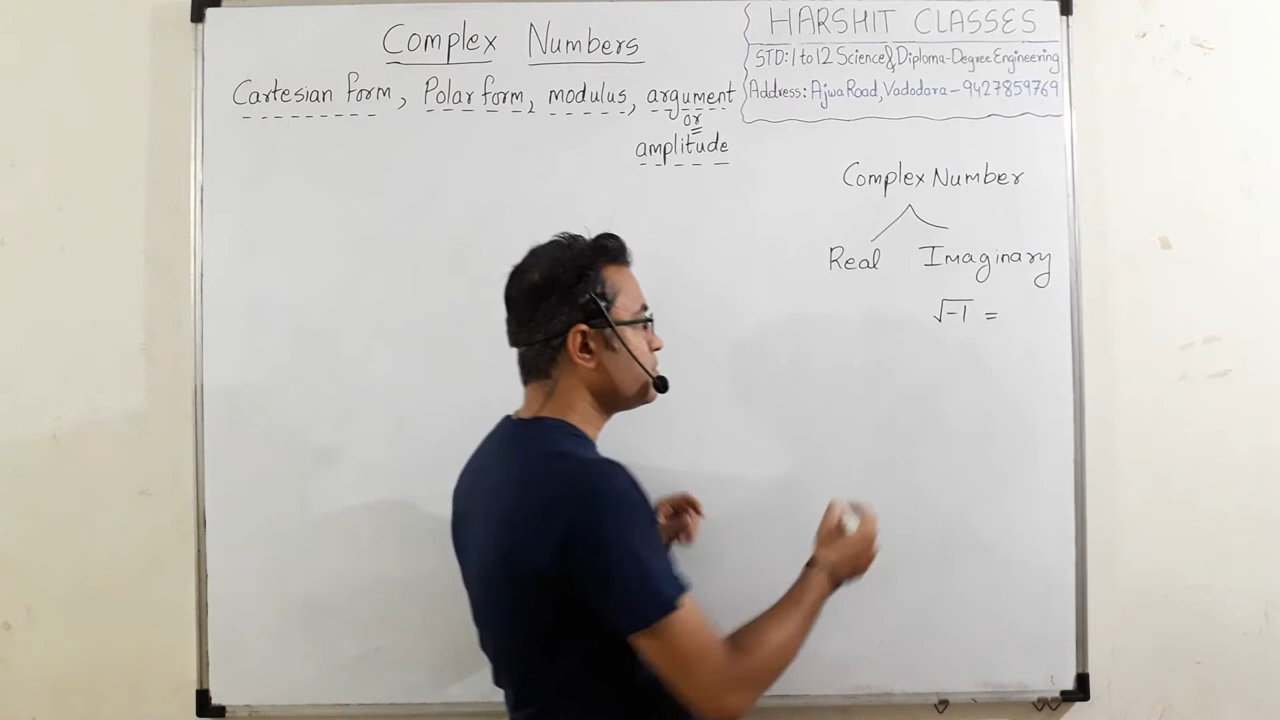 Complex Numbers
Cartesian form, Polar form, modulus, argument
or
amplitude
HARSHIT CLASSES
STD: 1 to 12 Science & Diploma-Degree Engineering
Address: Ajwa Road, Vadodara - 9427859769
Complex Number
Real Imaginary
√-1 =